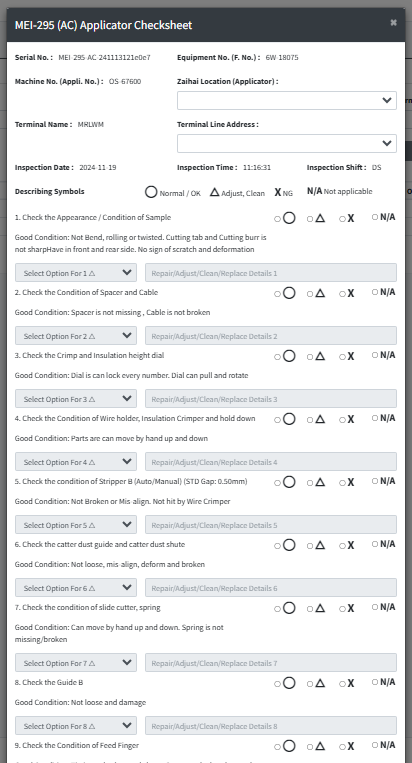 MEI-295 (AC) Applicator Checksheet
Serial No. : MEI-295-AC-241113121e0e7 Equipment No. (F. No.) : 6W-18075
Machine No. (Appli. No.) : OS-67600 Zaihai Location (Applicator) :
Terminal Name : MRLWM Terminal Line Address :
Inspection Date : 2024-11-19 Inspection Time : 11:16:31 Inspection Shift : DS
Describing Symbols Normal / OK Adjust, Clean X NG N/A Not applicable
1. Check the Appearance / Condition of Sample X N/A
Good Condition: Not Bend, rolling or twisted. Cutting tab and Cutting burr is
not sharpHave in front and rear side. No sign of scratch and deformation
Select Option For 1 △ Repair/Adjust/Clean/Replace Details 1
2. Check the Condition of Spacer and Cable X N/A
Good Condition: Spacer is not missing , Cable is not broken
Select Option For 2 △ Repair/Adjust/Clean/Replace Details 2
3. Check the Crimp and Insulation height dial X N/A
Good Condition: Dial is can lock every number. Dial can pull and rotate
Select Option For 3 △ Repair/Adjust/Clean/Replace Details 3
4. Check the Condition of Wire holder, Insulation Crimper and hold down X N/A
Good Condition: Parts are can move by hand up and down
Select Option For 4 △ Repair/Adjust/Clean/Replace Details 4
5. Check the condition of Stripper B (Auto/Manual) (STD Gap: 0.50mm) X N/A
Good Condition: Not Broken or Mis-align. Not hit by Wire Crimper
Select Option For 5 △ Repair/Adjust/Clean/Replace Details 5
6. Check the catter dust guide and catter dust shute X N/A
Good Condition: Not loose, mis-align, deform and broken
Select Option For 6 △ Repair/Adjust/Clean/Replace Details 6
7. Check the condition of slide cutter, spring X N/A
Good Condition: Can move by hand up and down. Spring is not
missing/broken
Select Option For 7 △ Repair/Adjust/Clean/Replace Details 7
8. Check the Guide B X N/A
Good Condition: Not loose and damage
Select Option For 8 △ Repair/Adjust/Clean/Replace Details 8
9. Check the Condition of Feed Finger X N/A